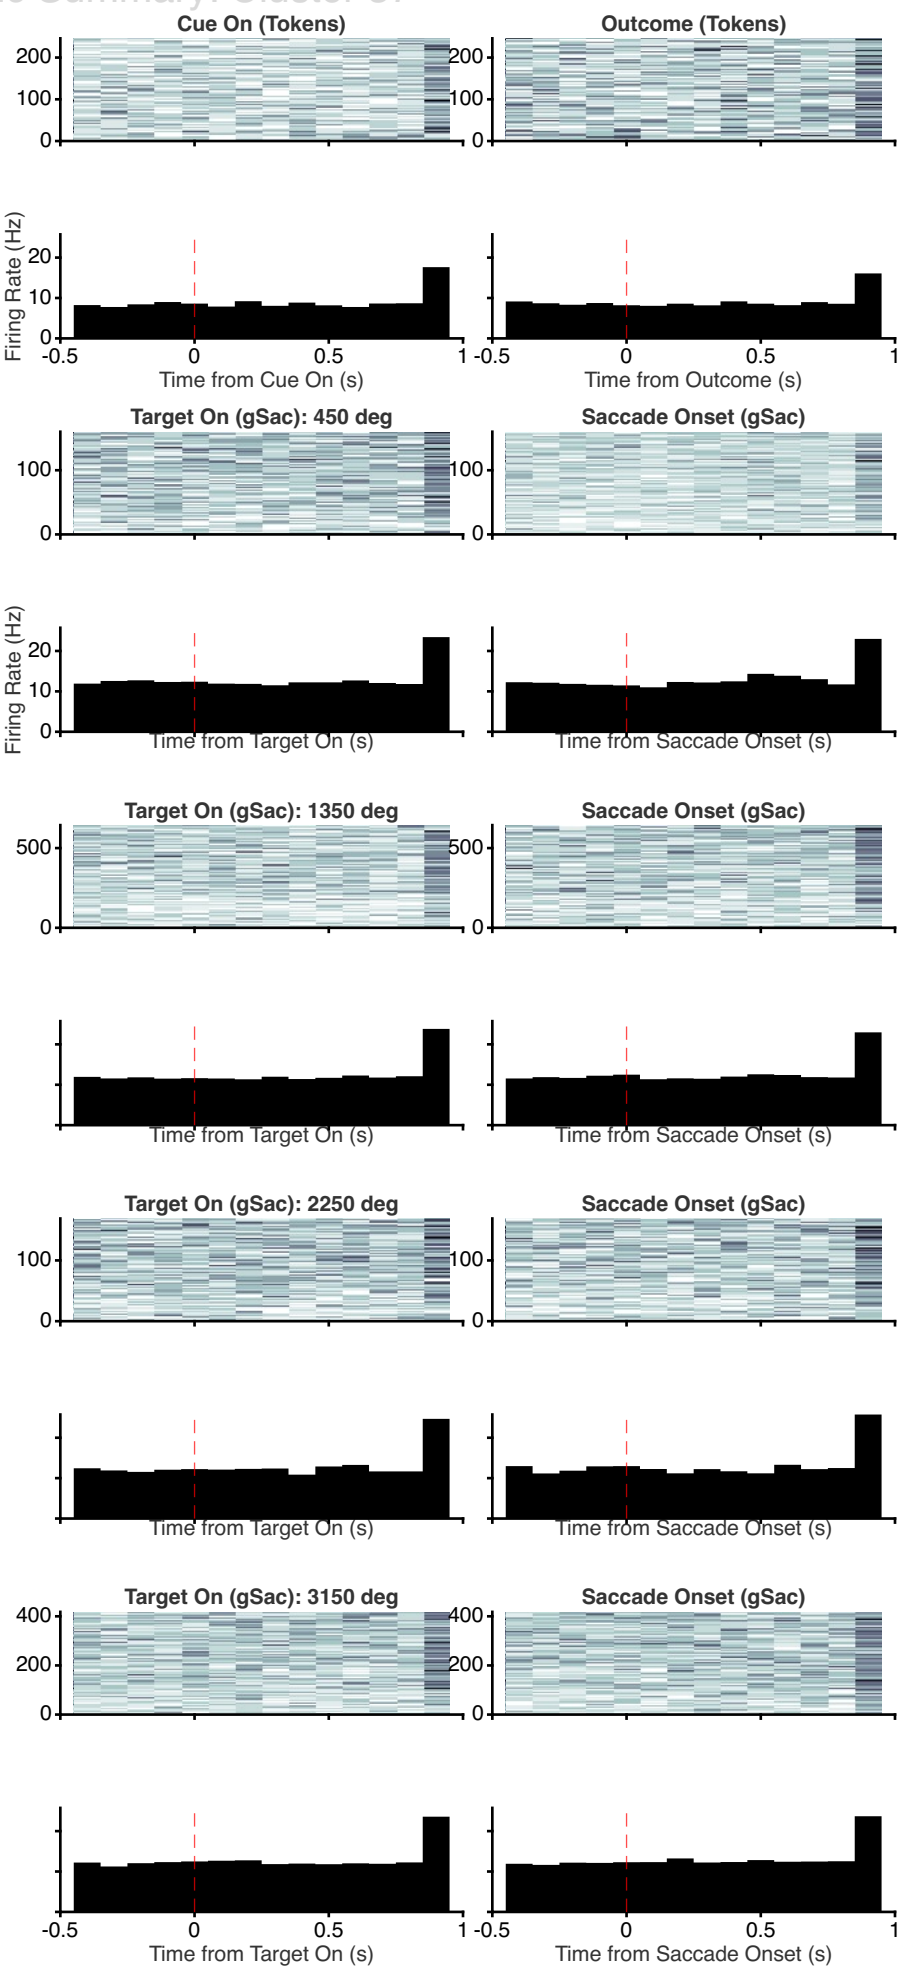 Summary: Cluster
Cue On (Tokens)
Outcome (Tokens)
200
100
0
200
100
0
Firing Rate (Hz)
20
10
0
-0.5
0
0.5
1
-0.5
0
0.5
1
Time from Cue On (s)
Time from Outcome (s)
Target On (gSac): 450 deg
Saccade Onset (gSac)
100
0
100
0
Firing Rate (Hz)
20
10
0
Time from Target On (s)
Time from Saccade Onset (s)
Target On (gSac): 1350 deg
Saccade Onset (gSac)
500
0
500
0
Time from Target On (s)
Time from Saccade Onset (s)
Target On (gSac): 2250 deg
Saccade Onset (gSac)
100
0
100
0
Time from Target On (s)
Time from Saccade Onset (s)
Target On (gSac): 3150 deg
Saccade Onset (gSac)
400
200
0
400
200
0
-0.5
0
0.5
1
-0.5
0
0.5
1
Time from Target On (s)
Time from Saccade Onset (s)